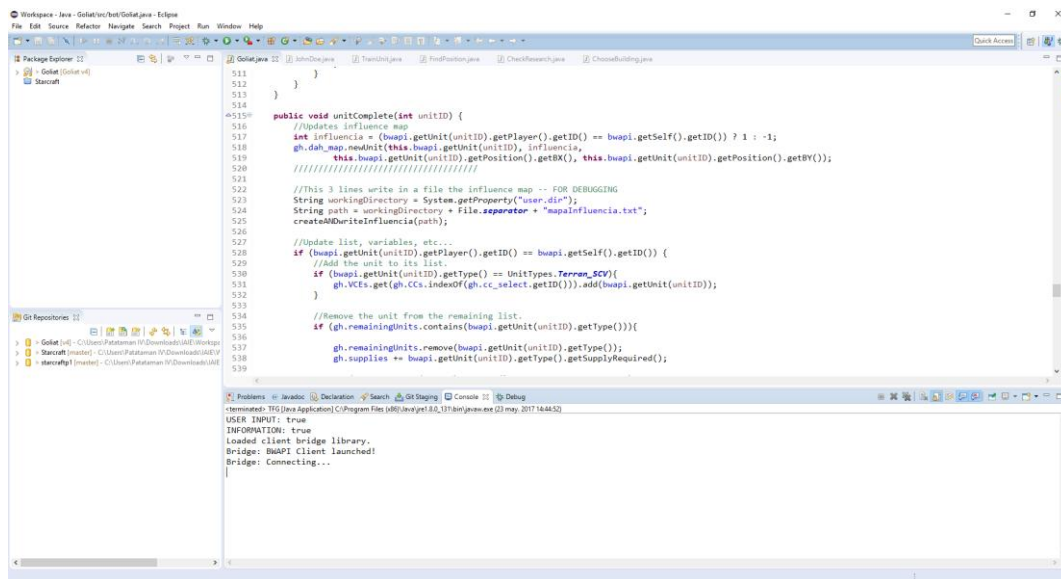 Workspace - Java - Goliat/src/bot/Goliat.java - Eclipse
File Edit Source Refactor Navigate Search Project Run Window Help
Quick Access
Package Explorer
> Goliat [Goliat v4]
Starcraft
Git Repositories
> Goliat [v4] - C:\Users\Patataman IV\Downloads\IAIE\Worksp
> Starcraft [master] - C:\Users\Patataman IV\Downloads\IAIE\W
> starcraftp1 [master] - C:\Users\Patataman IV\Downloads\IAIE
Goliat.java JohnDoe.java TrainUnit.java FindPosition.java CheckResearch.java ChooseBuilding.java
511 }
512 }
513 }
514
515 public void unitComplete(int unitID) {
516 //Updates influence map
517 int influencia = (bwapi.getUnit(unitID).getPlayer().getID() == bwapi.getSelf().getID()) ? 1 : -1;
518 gh.dah_map.newUnit(this.bwapi.getUnit(unitID), influencia,
519 this.bwapi.getUnit(unitID).getPosition().getBX(), this.bwapi.getUnit(unitID).getPosition().getBY());
520 /////////////////////////////////////
521
522 //This 3 lines write in a file the influence map -- FOR DEBUGGING
523 String workingDirectory = System.getProperty("user.dir");
524 String path = workingDirectory + File.separator + "mapaInfluencia.txt";
525 createANDwriteInfluencia(path);
526
527 //Update list, variables, etc...
528 if (bwapi.getUnit(unitID).getPlayer().getID() == bwapi.getSelf().getID()) {
529 //Add the unit to its list.
530 if (bwapi.getUnit(unitID).getType() == UnitTypes.Terran_SCV){
531 gh.VCEs.get(gh.CCs.indexOf(gh.cc_select.getID())).add(bwapi.getUnit(unitID));
532 }
533
534 //Remove the unit from the remaining list.
535 if (gh.remainingUnits.contains(bwapi.getUnit(unitID).getType())){
536
537 gh.remainingUnits.remove(bwapi.getUnit(unitID).getType());
538 gh.supplies += bwapi.getUnit(unitID).getType().getSupplyRequired();
539
Problems Javadoc Declaration Search Git Staging Console Debug
<terminated> TFG [Java Application] C:\Program Files (x86)\Java\jre1.8.0_131\bin\javaw.exe (23 may. 2017 14:44:52)
USER INPUT: true
INFORMATION: true
Loaded client bridge library.
Bridge: BWAPI Client launched!
Bridge: Connecting...